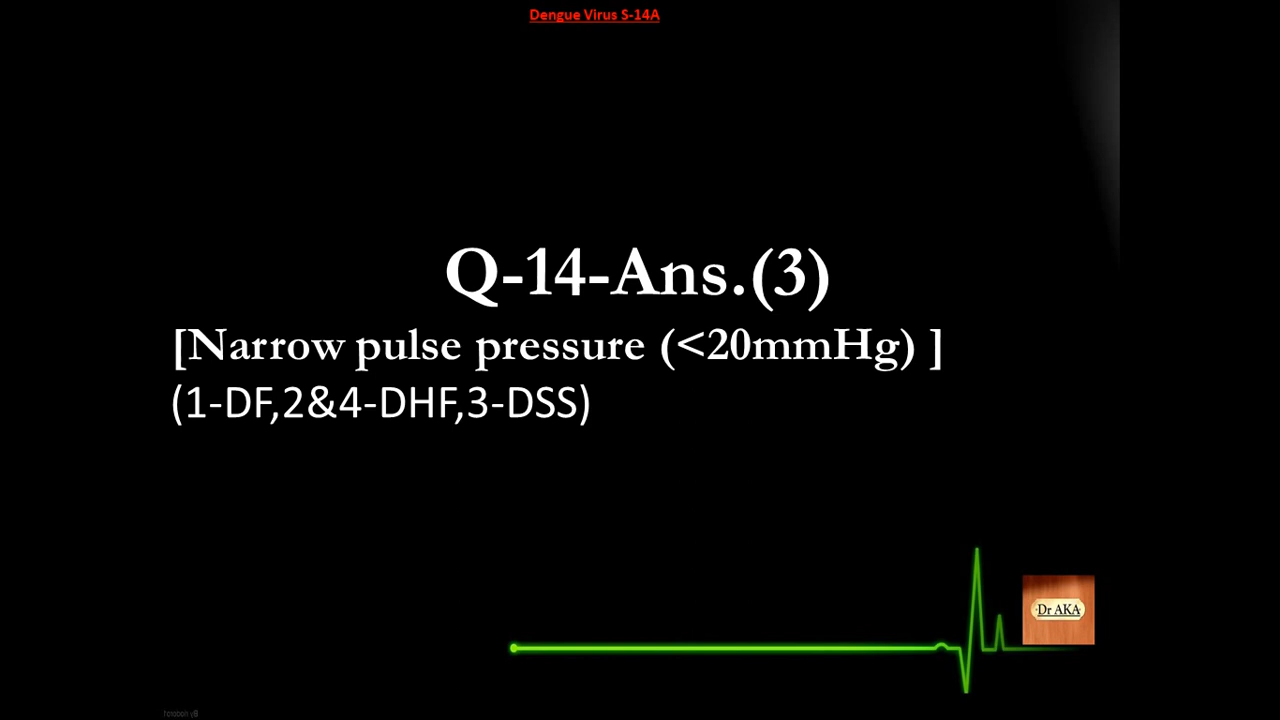 Dengue Virus S-14A
Q-14-Ans.(3)
[Narrow pulse pressure (<20mmHg) ]
(1-DF,2&4-DHF,3-DSS)
Dr AKA